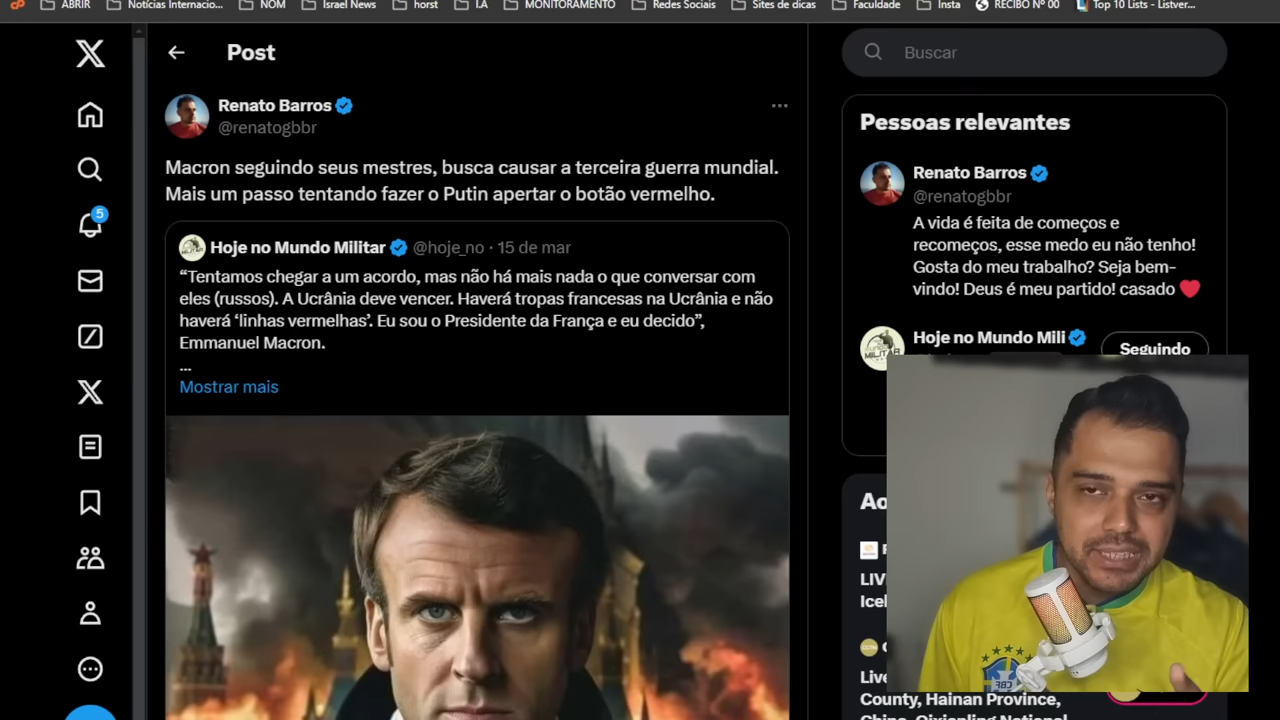 ABRIR
Notícias Internacio...
NOM
Israel News
horst
I.A
MONITORAMENTO
Redes Sociais
Sites de dicas
Faculdade
Insta
RECIBO Nº 00
Top 10 Lists - Listver...
Post
Buscar
Renato Barros
@renatogbbr
Macron seguindo seus mestres, busca causar a terceira guerra mundial.
Mais um passo tentando fazer o Putin apertar o botão vermelho.
Hoje no Mundo Militar @hoje_no · 15 de mar
“Tentamos chegar a um acordo, mas não há mais nada o que conversar com
eles (russos). A Ucrânia deve vencer. Haverá tropas francesas na Ucrânia e não
haverá ‘linhas vermelhas’. Eu sou o Presidente da França e eu decido”,
Emmanuel Macron.
...
Mostrar mais
5
Pessoas relevantes
Renato Barros
@renatogbbr
A vida é feita de começos e
recomeços, esse medo eu não tenho!
Gosta do meu trabalho? Seja bem-
vindo! Deus é meu partido! casado
Hoje no Mundo Mili
Seguindo
Ao
LIV
Icel
Live
County, Hainan Province,
China, Qixianling National
CBF